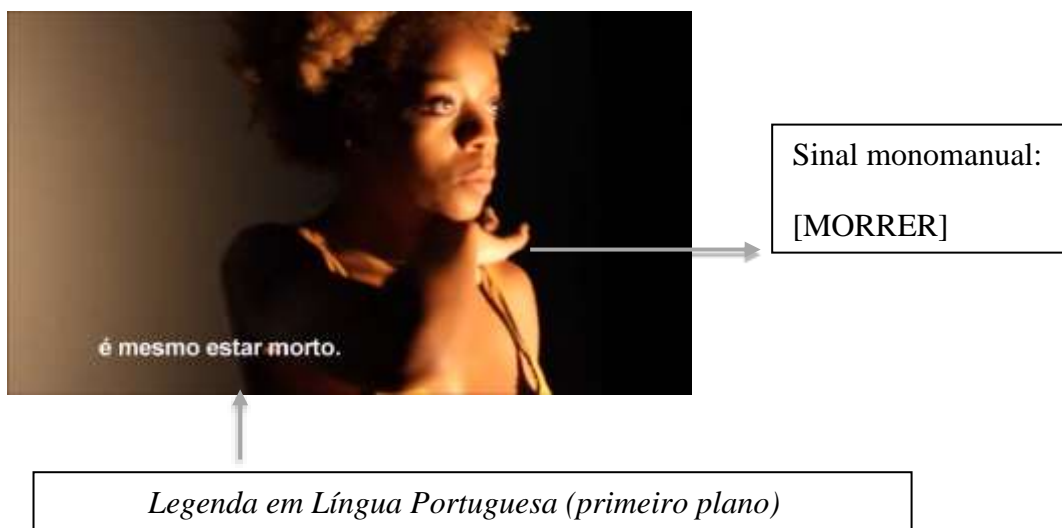 Sinal monomanual:
[MORRER]
é mesmo estar morto.
Legenda em Língua Portuguesa (primeiro plano)